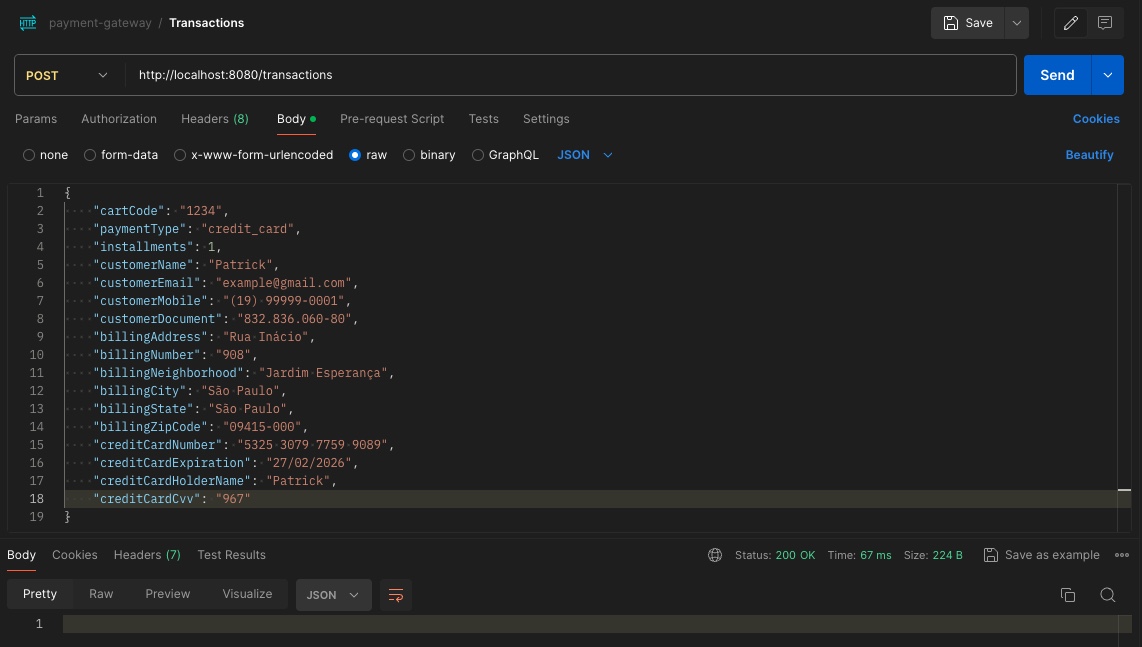 HTTP payment-gateway / Transactions Save
POST http://localhost:8080/transactions Send
Params Authorization Headers (8) Body Pre-request Script Tests Settings Cookies
none form-data x-www-form-urlencoded raw binary GraphQL JSON Beautify
1 {
2 "cartCode": "1234",
3 "paymentType": "credit_card",
4 "installments": 1,
5 "customerName": "Patrick",
6 "customerEmail": "example@gmail.com",
7 "customerMobile": "(19) 99999-0001",
8 "customerDocument": "832.836.060-80",
9 "billingAddress": "Rua Inácio",
10 "billingNumber": "908",
11 "billingNeighborhood": "Jardim Esperança",
12 "billingCity": "São Paulo",
13 "billingState": "São Paulo",
14 "billingZipCode": "09415-000",
15 "creditCardNumber": "5325 3079 7759 9089",
16 "creditCardExpiration": "27/02/2026",
17 "creditCardHolderName": "Patrick",
18 "creditCardCvv": "967"
19 }
Body Cookies Headers (7) Test Results Status: 200 OK Time: 67 ms Size: 224 B Save as example
Pretty Raw Preview Visualize JSON
1